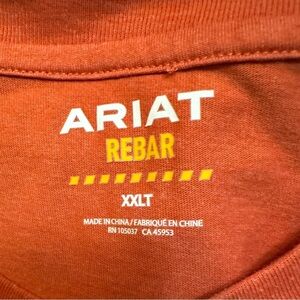 ARIAT
REBAR
XXLT
MADE IN CHINA / FABRIQUÉ EN CHINE
RN 105037 CA 45953